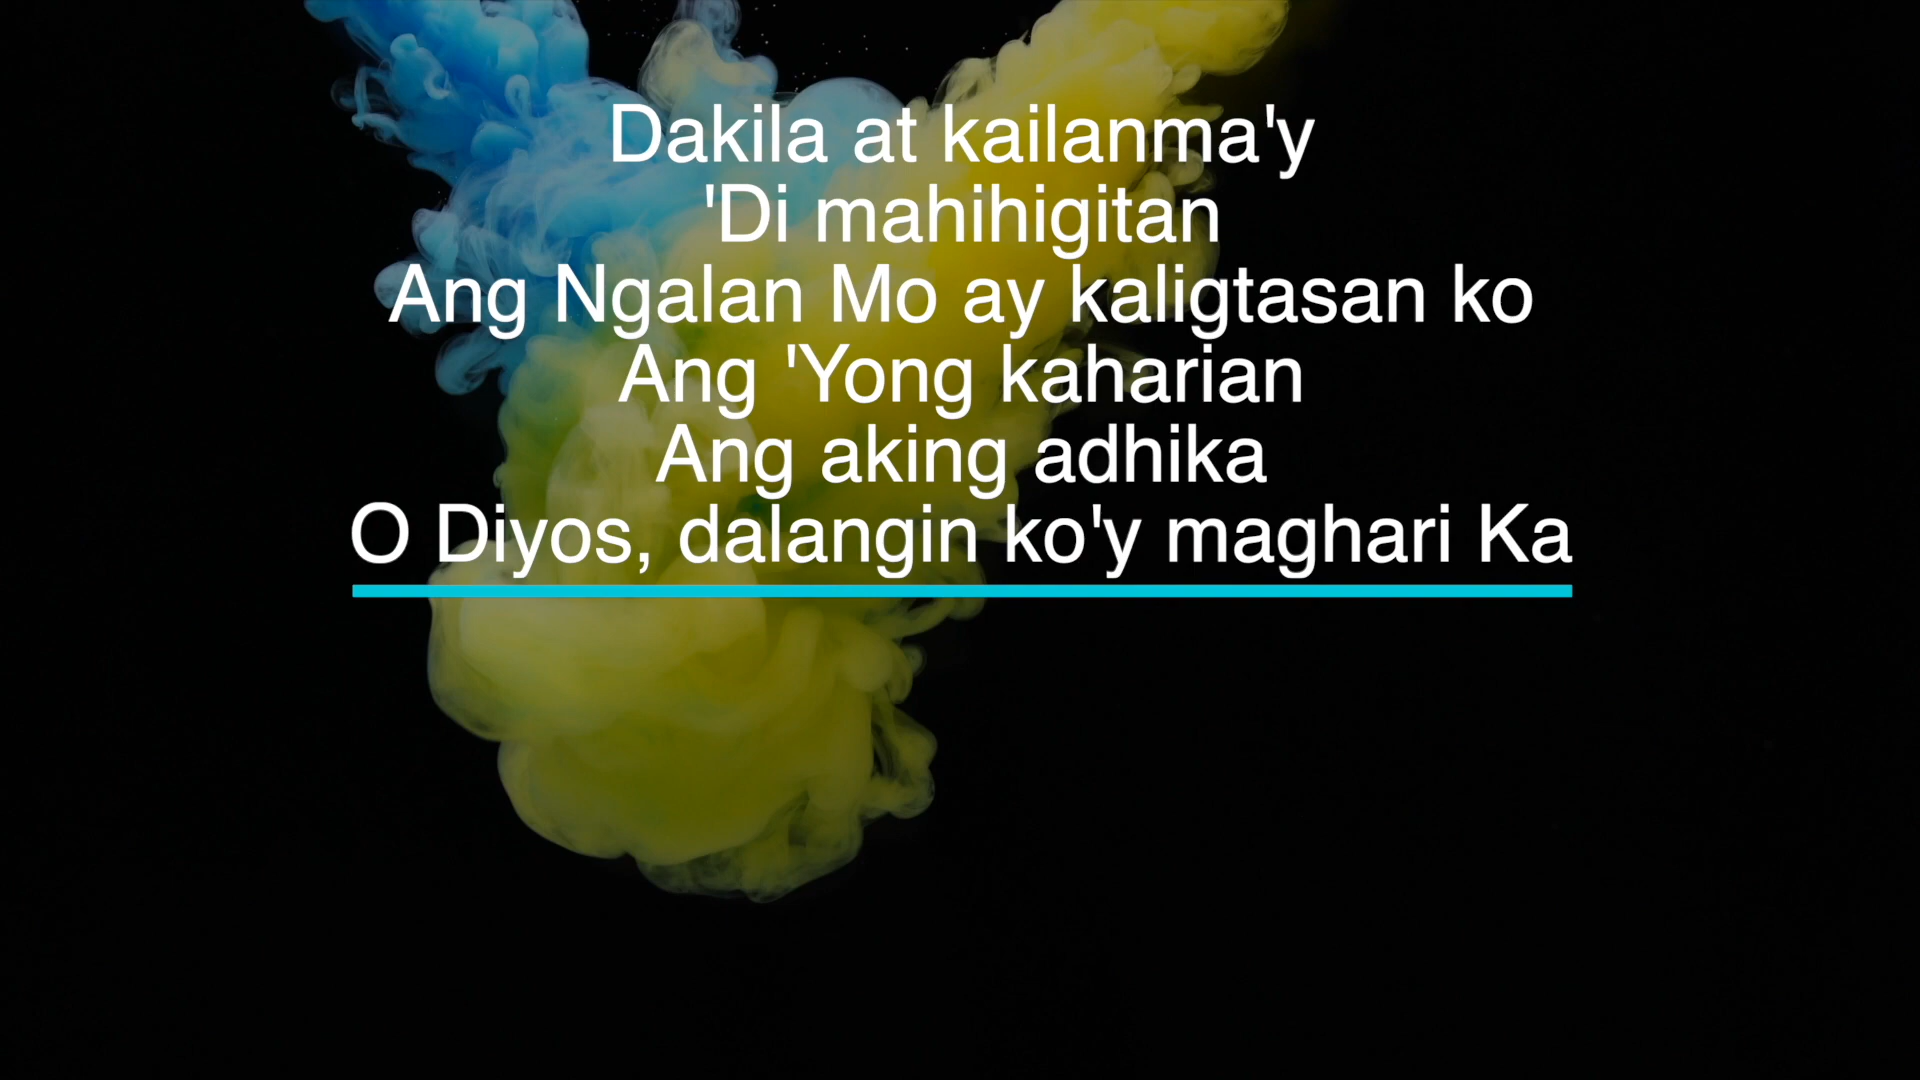 Dakila at kailanma'y
'Di mahihigitan
Ang Ngalan Mo ay kaligtasan ko
Ang 'Yong kaharian
Ang aking adhika
O Diyos, dalangin ko'y maghari Ka